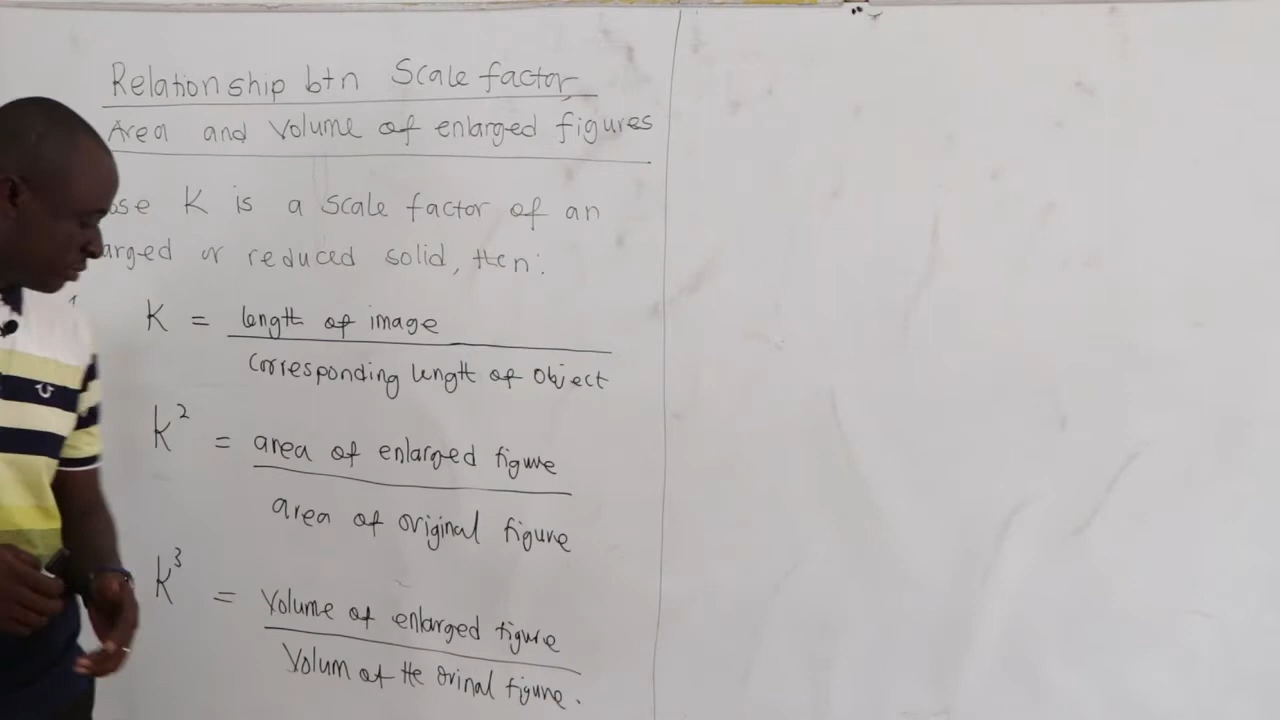 Relationship btn Scale factor
Area and Volume of enlarged figures
ose K is a scale factor of an
arged or reduced solid, then:
K = length of image
corresponding length of object
K² = area of enlarged figure
area of original figure
K³ = Volume of enlarged figure
Volum of the orinal figure.